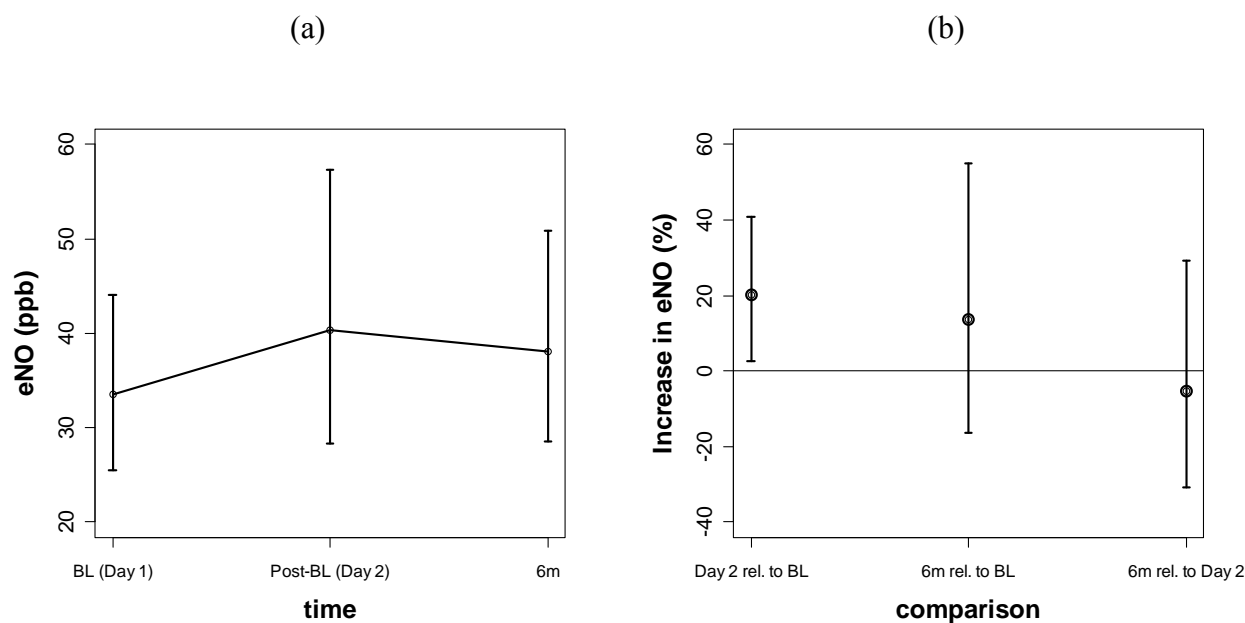 (a)
60
50
40
30
20
eNO (ppb)
BL (Day 1) Post-BL (Day 2) 6m
time
(b)
60
40
20
0
-20
-40
Increase in eNO (%)
Day 2 rel. to BL 6m rel. to BL 6m rel. to Day 2
comparison